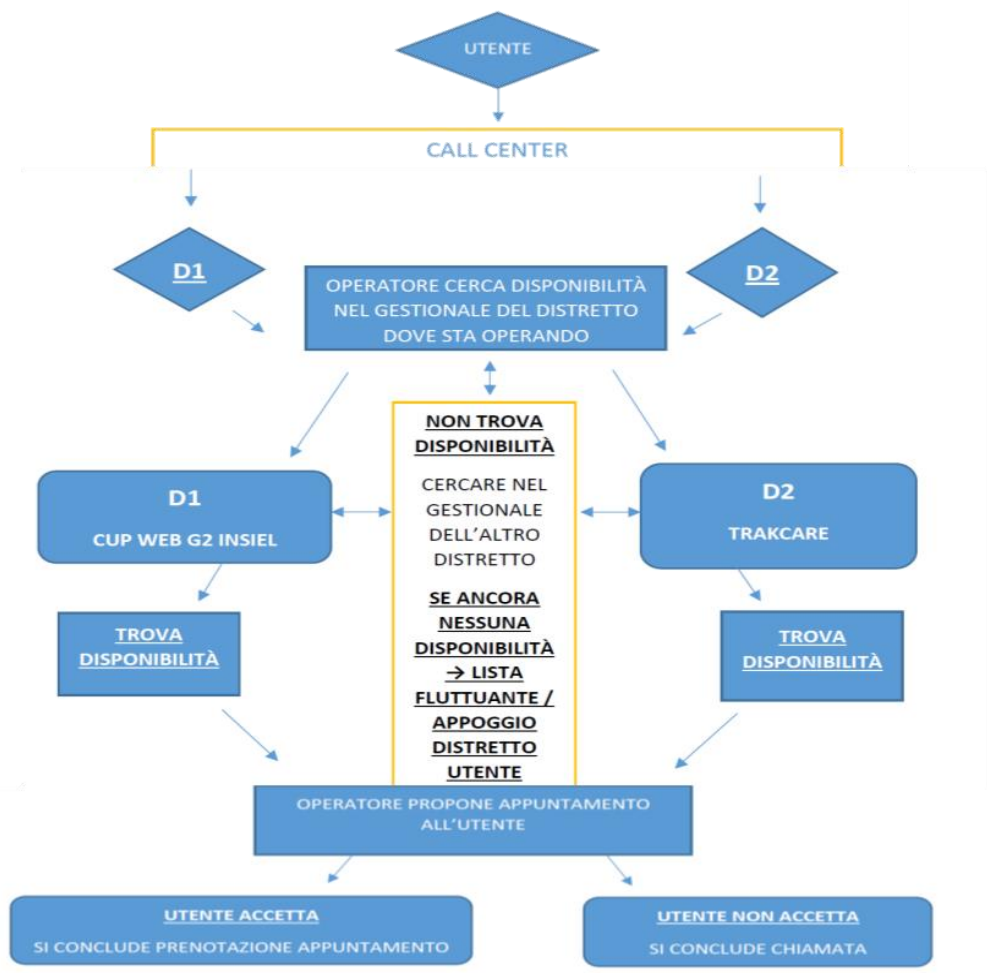 UTENTE
CALL CENTER
D1
D2
OPERATORE CERCA DISPONIBILITÀ
NEL GESTIONALE DEL DISTRETTO
DOVE STA OPERANDO
NON TROVA
DISPONIBILITÀ
CERCARE NEL
GESTIONALE
DELL'ALTRO
DISTRETTO
SE ANCORA
NESSUNA
DISPONIBILITÀ
→ LISTA
FLUTTUANTE /
APPOGGIO
DISTRETTO
UTENTE
D1
CUP WEB G2 INSIEL
D2
TRAKCARE
TROVA
DISPONIBILITÀ
TROVA
DISPONIBILITÀ
OPERATORE PROPONE APPUNTAMENTO
ALL'UTENTE
UTENTE ACCETTA
SI CONCLUDE PRENOTAZIONE APPUNTAMENTO
UTENTE NON ACCETTA
SI CONCLUDE CHIAMATA